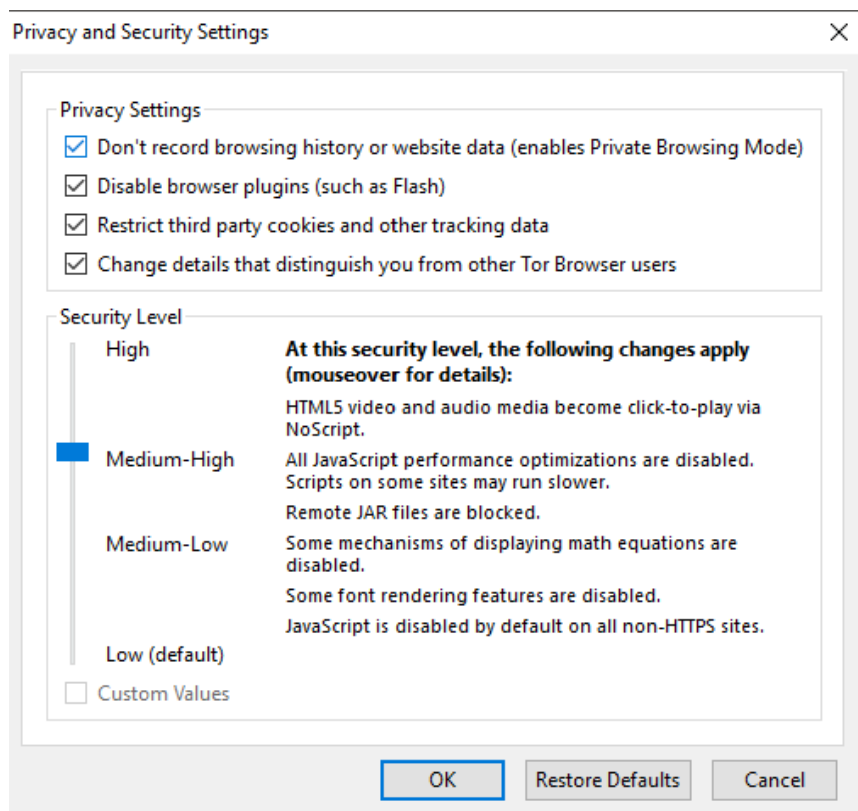 Privacy and Security Settings
Privacy Settings
Don't record browsing history or website data (enables Private Browsing Mode)
Disable browser plugins (such as Flash)
Restrict third party cookies and other tracking data
Change details that distinguish you from other Tor Browser users
Security Level
High
At this security level, the following changes apply
(mouseover for details):
HTML5 video and audio media become click-to-play via
NoScript.
Medium-High
All JavaScript performance optimizations are disabled.
Scripts on some sites may run slower.
Remote JAR files are blocked.
Medium-Low
Some mechanisms of displaying math equations are
disabled.
Some font rendering features are disabled.
JavaScript is disabled by default on all non-HTTPS sites.
Low (default)
Custom Values
OK
Restore Defaults
Cancel